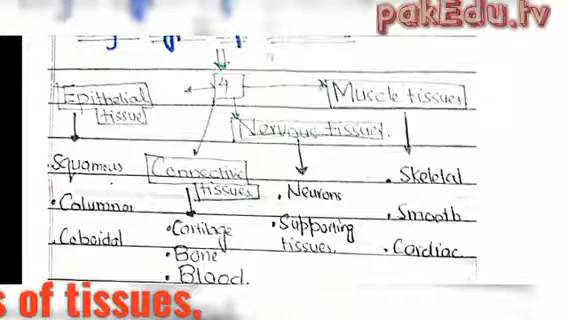 pakEdu.tv
4
Epithelial
tissue
Muscle tissues
Nervous tissues.
Squamous
Columnar
Coboidal
Connective
tissues
• Cartilage
• Bone
• Blood.
• Neurons
• Supporting
tissues.
• Skeletal
• Smooth
• Cardiac
s of tissues,